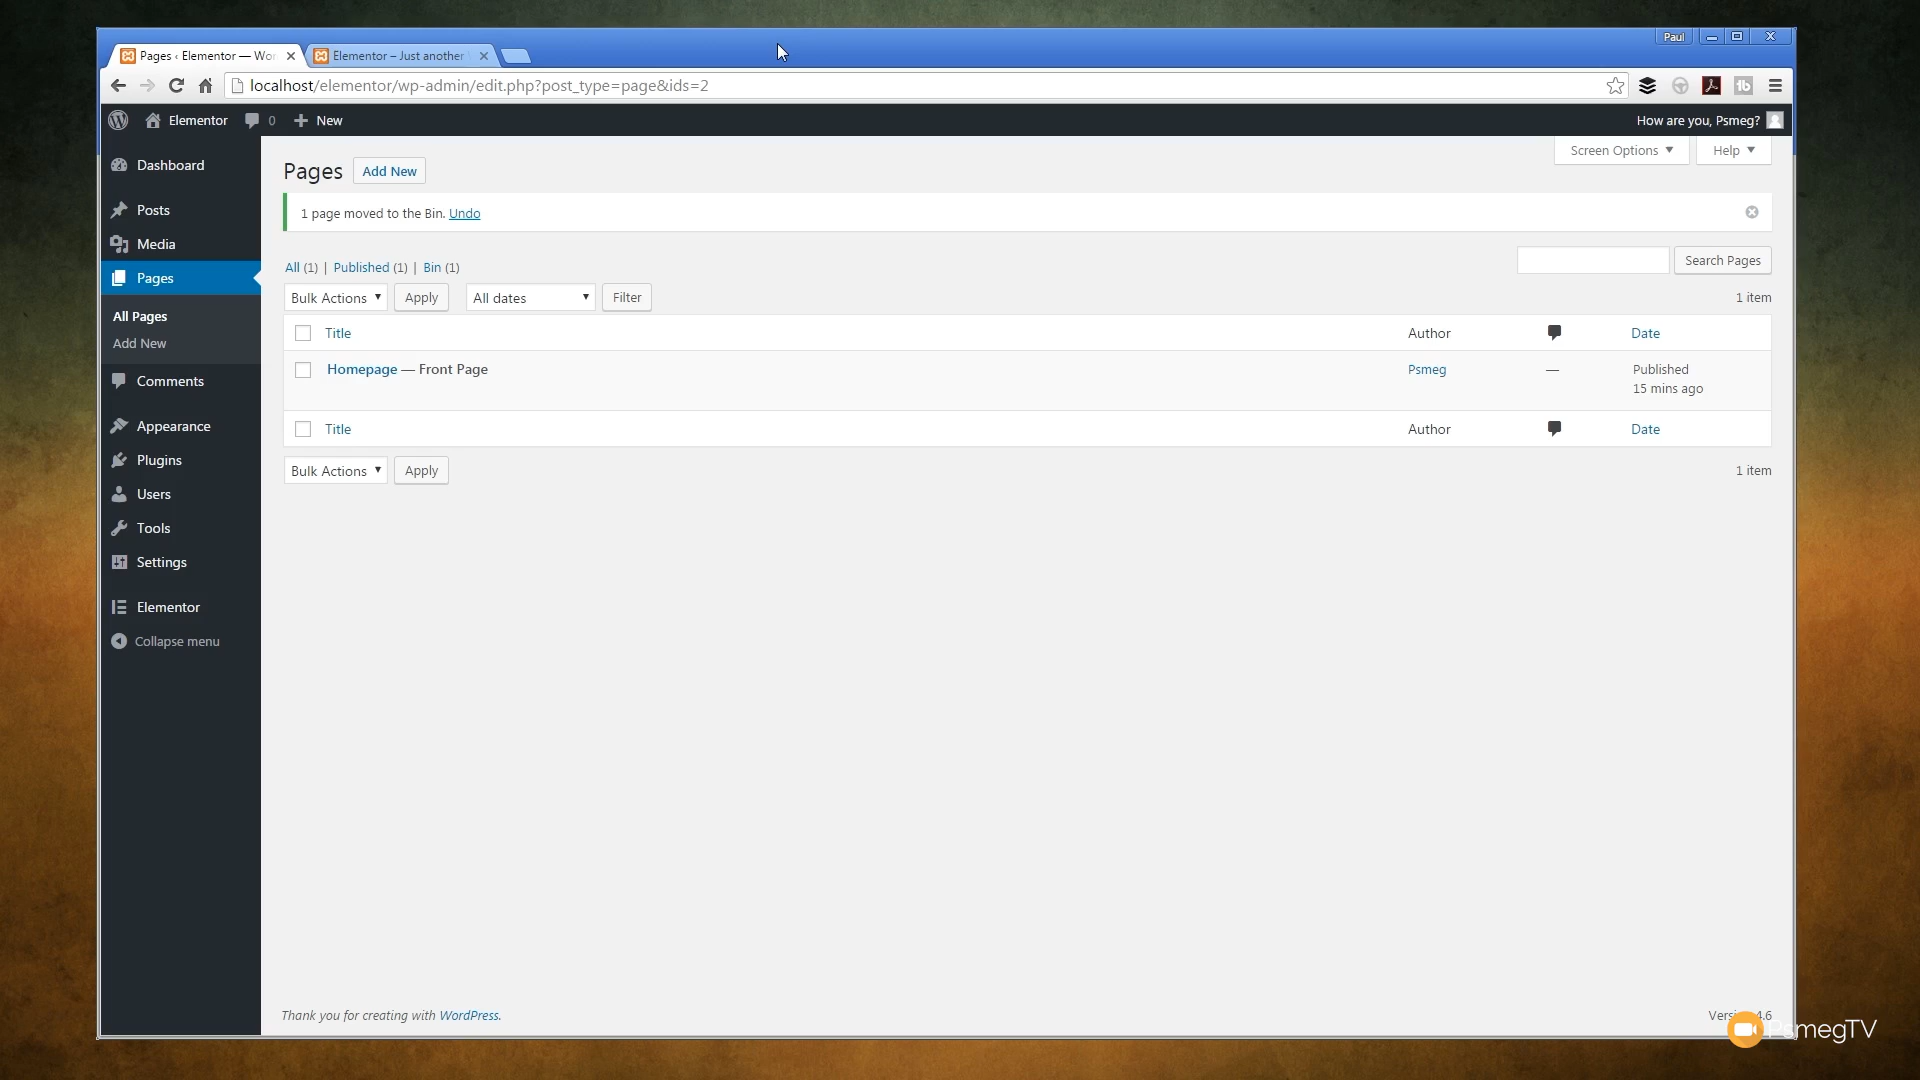 Paul
Pages ‹ Elementor — Wor
Elementor – Just another
localhost/elementor/wp-admin/edit.php?post_type=page&ids=2
Elementor 0 New
How are you, Psmeg?
Screen Options Help
Dashboard
Posts
Media
Pages
All Pages
Add New
Comments
Appearance
Plugins
Users
Tools
Settings
Elementor
Collapse menu
Pages Add New
1 page moved to the Bin. Undo
All (1) | Published (1) | Bin (1)
Search Pages
Bulk Actions Apply All dates Filter
1 item
Title Author Date
Homepage — Front Page Psmeg — Published
15 mins ago
Title Author Date
Bulk Actions Apply
1 item
Thank you for creating with WordPress.
4.6
PsmegTV